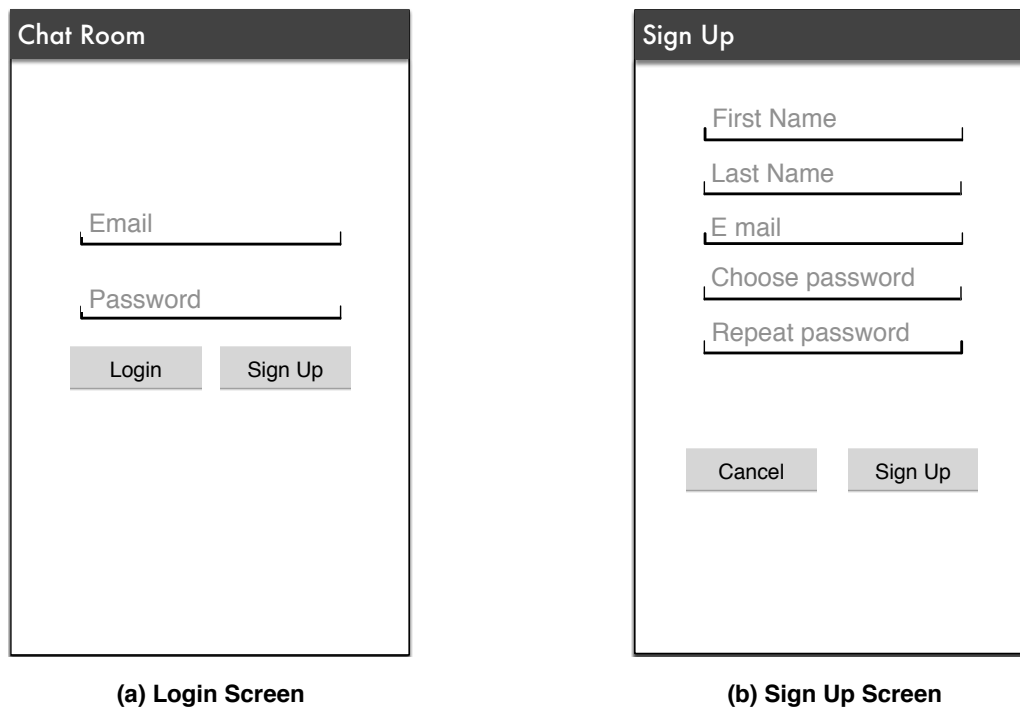 Chat Room
Email
Password
Login Sign Up
(a) Login Screen
Sign Up
First Name
Last Name
E mail
Choose password
Repeat password
Cancel Sign Up
(b) Sign Up Screen